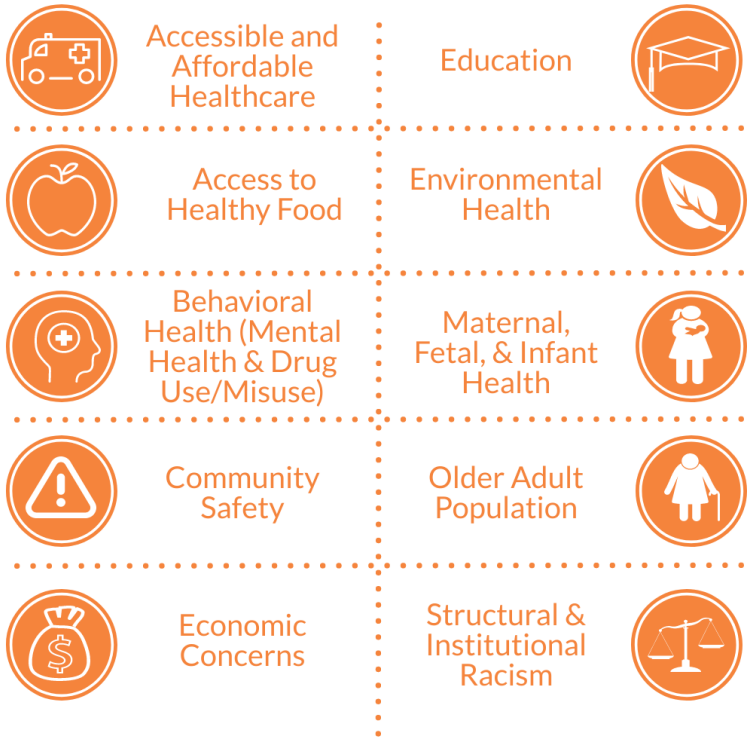 Accessible and
Affordable
Healthcare
Education
Access to
Healthy Food
Environmental
Health
Behavioral
Health (Mental
Health & Drug
Use/Misuse)
Maternal,
Fetal, & Infant
Health
Community
Safety
Older Adult
Population
$
Economic
Concerns
Structural &
Institutional
Racism